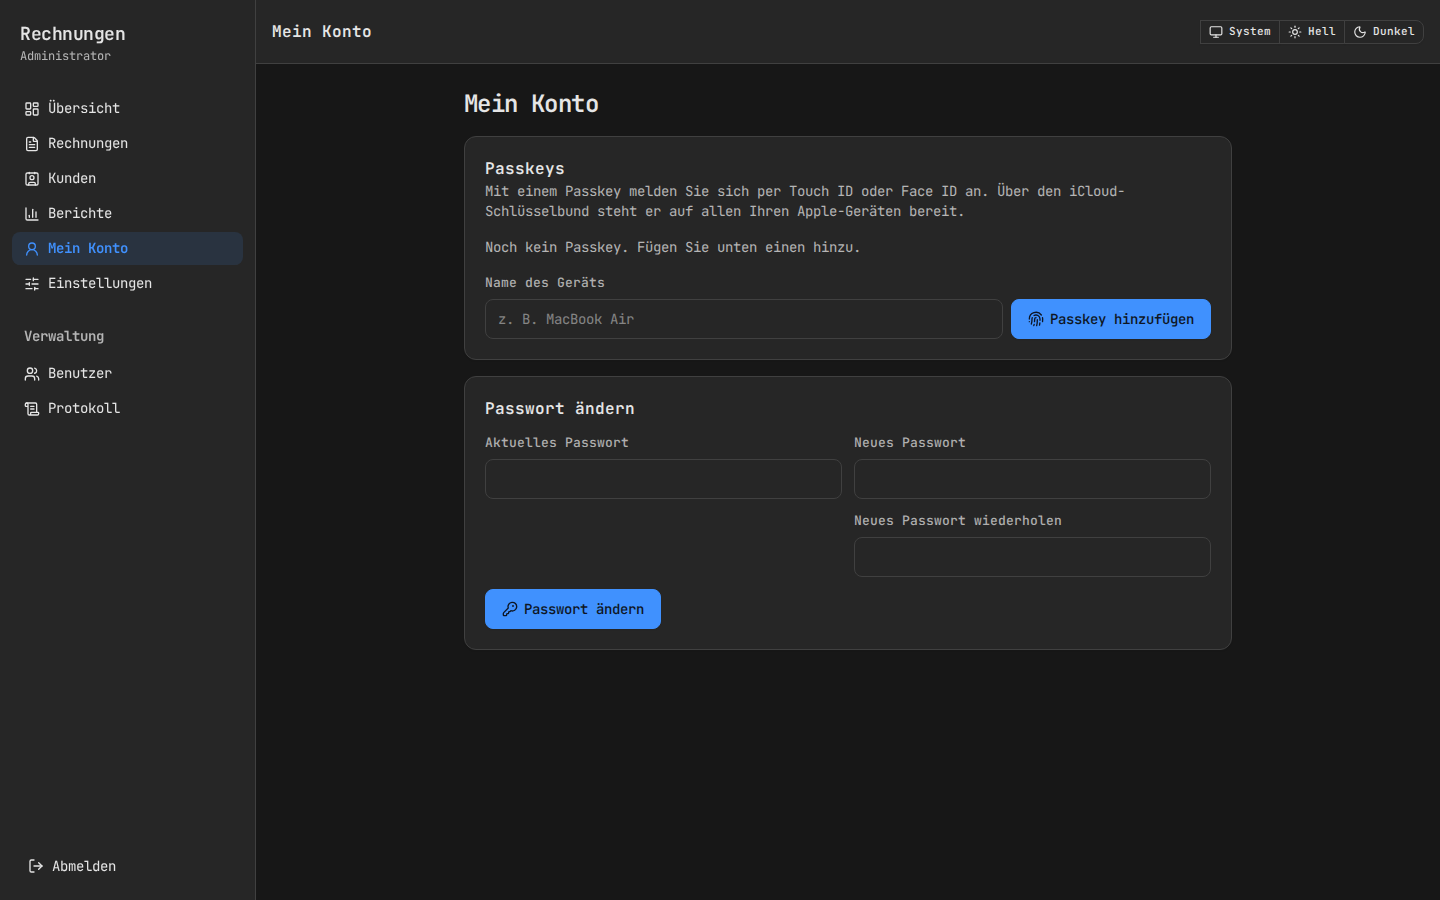 Rechnungen
Administrator
Übersicht
Rechnungen
Kunden
Berichte
Mein Konto
Einstellungen
Verwaltung
Benutzer
Protokoll
Abmelden
Mein Konto
System
Hell
Dunkel
Mein Konto
Passkeys
Mit einem Passkey melden Sie sich per Touch ID oder Face ID an. Über den iCloud-
Schlüsselbund steht er auf allen Ihren Apple-Geräten bereit.
Noch kein Passkey. Fügen Sie unten einen hinzu.
Name des Geräts
z. B. MacBook Air
Passkey hinzufügen
Passwort ändern
Aktuelles Passwort
Neues Passwort
Neues Passwort wiederholen
Passwort ändern